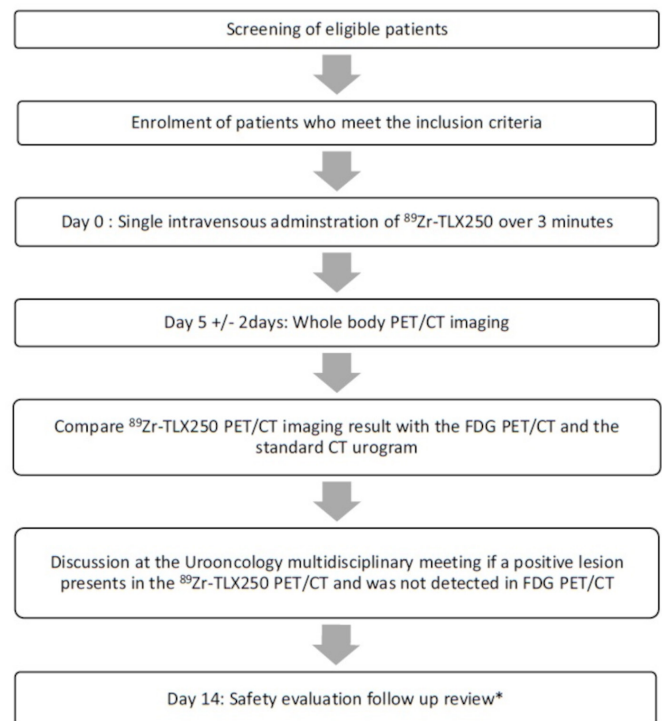 Screening of eligible patients
Enrolment of patients who meet the inclusion criteria
Day 0 : Single intravensous adminstration of ⁸⁹Zr-TLX250 over 3 minutes
Day 5 +/- 2days: Whole body PET/CT imaging
Compare ⁸⁹Zr-TLX250 PET/CT imaging result with the FDG PET/CT and the
standard CT urogram
Discussion at the Urooncology multidisciplinary meeting if a positive lesion
presents in the ⁸⁹Zr-TLX250 PET/CT and was not detected in FDG PET/CT
Day 14: Safety evaluation follow up review*